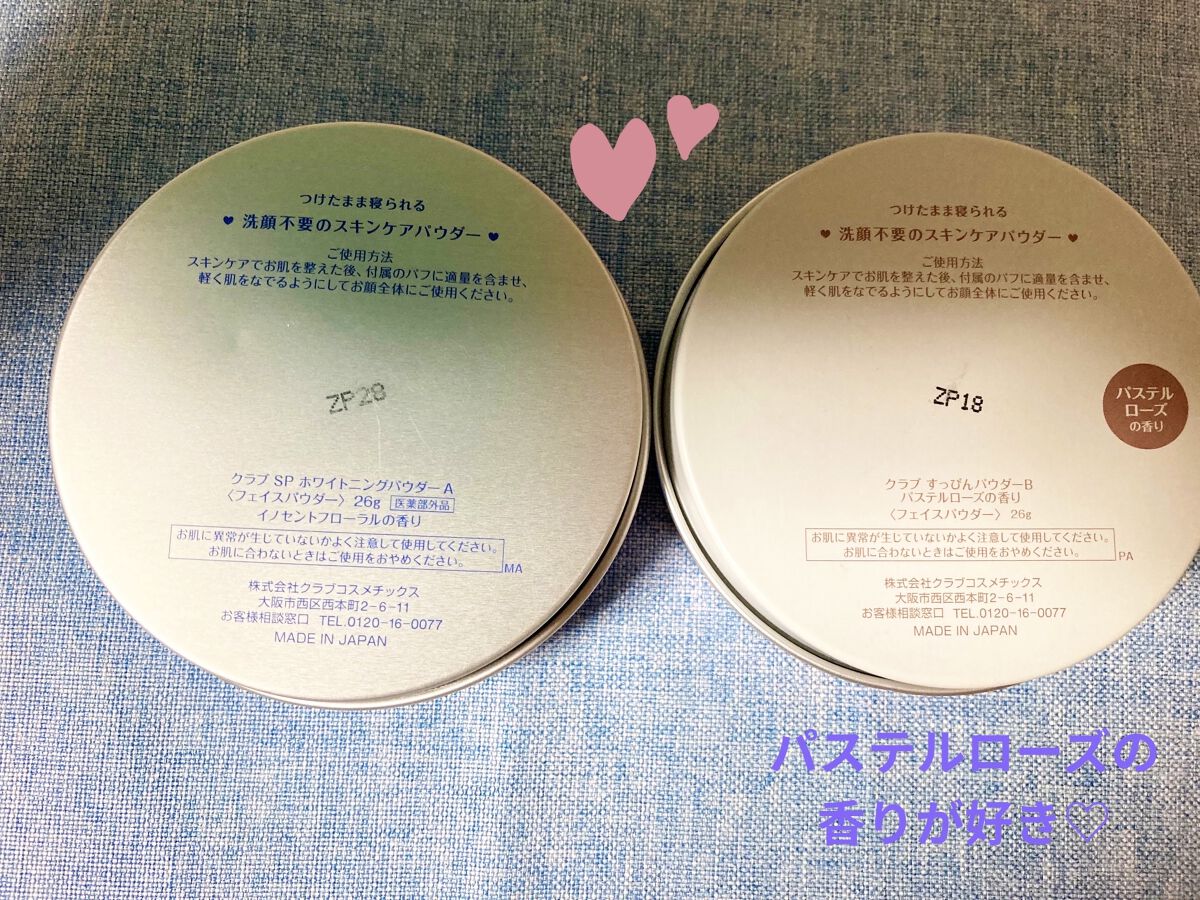 つけたまま寝られる
♥ 洗顔不要のスキンケアパウダー ♥
ご使用方法
スキンケアでお肌を整えた後、付属のパフに適量を含ませ、
軽く肌をなでるようにしてお顔全体にご使用ください。
ZP28
クラブ SP ホワイトニングパウダー A
〈フェイスパウダー〉 26g 医薬部外品
イノセントフローラルの香り
お肌に異常が生じていないかよく注意して使用してください。
お肌に合わないときはご使用をおやめください。
MA
株式会社クラブコスメチックス
大阪市西区西本町2-6-11
お客様相談窓口 TEL.0120-16-0077
MADE IN JAPAN
つけたまま寝られる
♥ 洗顔不要のスキンケアパウダー ♥
ご使用方法
スキンケアでお肌を整えた後、付属のパフに適量を含ませ、
軽く肌をなでるようにしてお顔全体にご使用ください。
ZP18
パステル
ローズ
の香り
クラブ すっぴんパウダーB
パステルローズの香り
〈フェイスパウダー〉 26g
お肌に異常が生じていないかよく注意して使用してください。
お肌に合わないときはご使用をおやめください。
PA
株式会社クラブコスメチックス
大阪市西区西本町2-6-11
お客様相談窓口 TEL.0120-16-0077
MADE IN JAPAN
パステルローズの
香りが好き♡